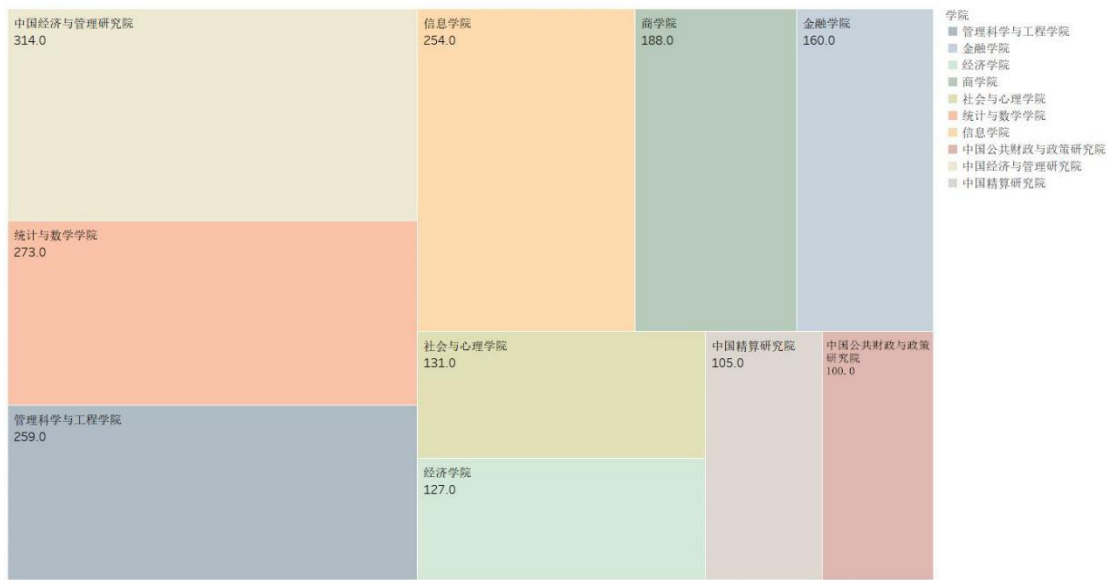 中国经济与管理研究院
314.0
统计与数学学院
273.0
管理科学与工程学院
259.0
信息学院
254.0
商学院
188.0
金融学院
160.0
社会与心理学院
131.0
经济学院
127.0
中国精算研究院
105.0
中国公共财政与政策
研究院
100.0
学院
管理科学与工程学院
金融学院
经济学院
商学院
社会与心理学院
统计与数学学院
信息学院
中国公共财政与政策研究院
中国经济与管理研究院
中国精算研究院